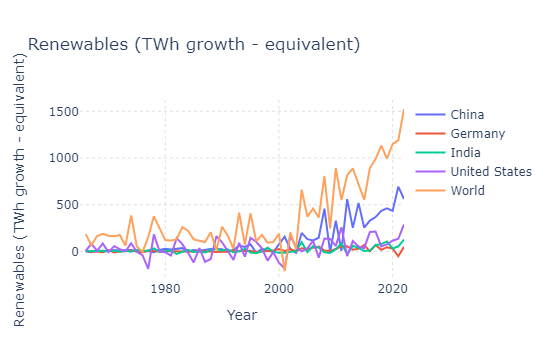 Renewables (TWh growth - equivalent)
Renewables (TWh growth - equivalent)
1500
1000
500
0
1980
2000
2020
Year
China
Germany
India
United States
World